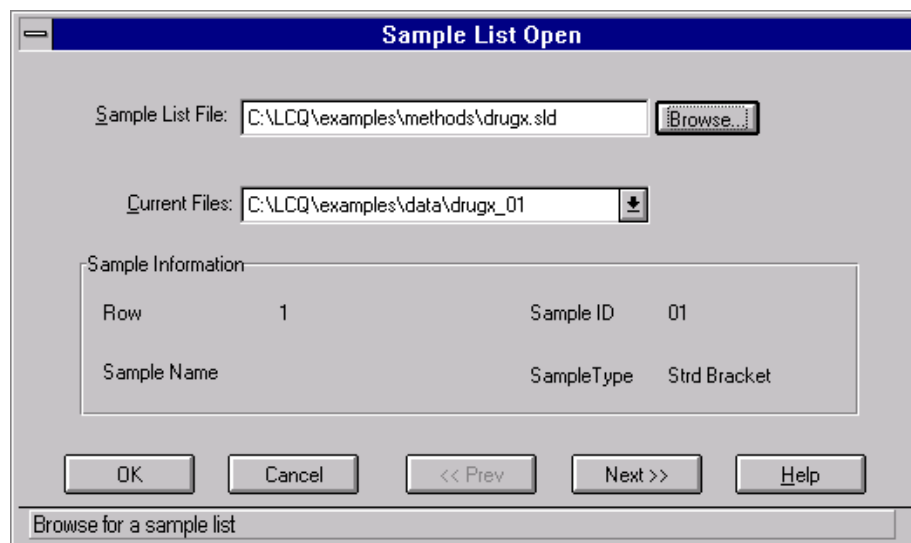 Sample List Open
Sample List File: C:\LCQ\examples\methods\drugx.sld Browse...
Current Files: C:\LCQ\examples\data\drugx_01
Sample Information
Row 1 Sample ID 01
Sample Name SampleType Strd Bracket
OK Cancel << Prev Next >> Help
Browse for a sample list